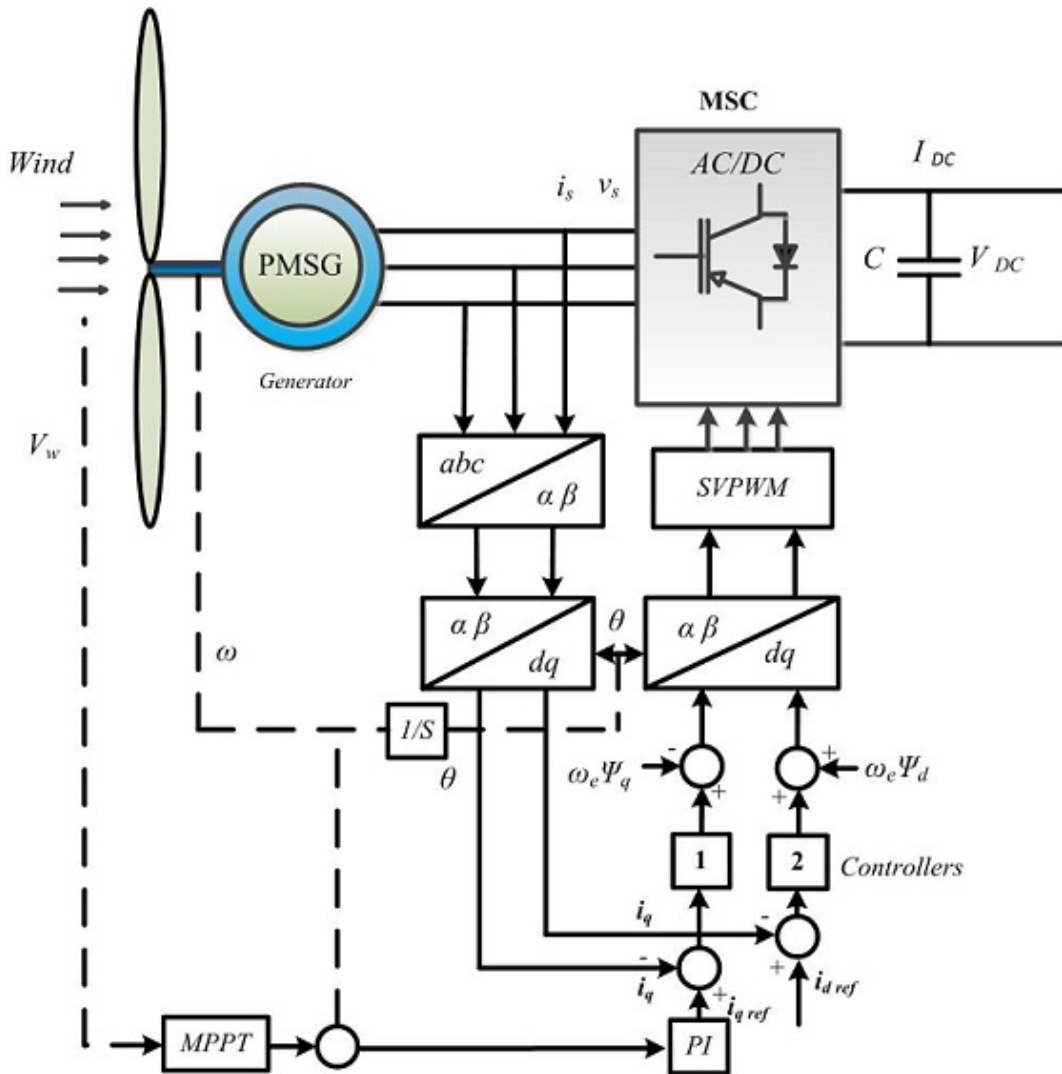 MSC
Wind
AC/DC
I DC
i s v s
PMSG
C
V DC
Generator
V w
abc
α β
SVPWM
α β
dq
θ
α β
dq
ω
1/S
θ
-
ω e Ψ q
+
+
ω e Ψ d
+
1
2
Controllers
i q
-
-
i q
+
i q ref
+
i d ref
MPPT
PI